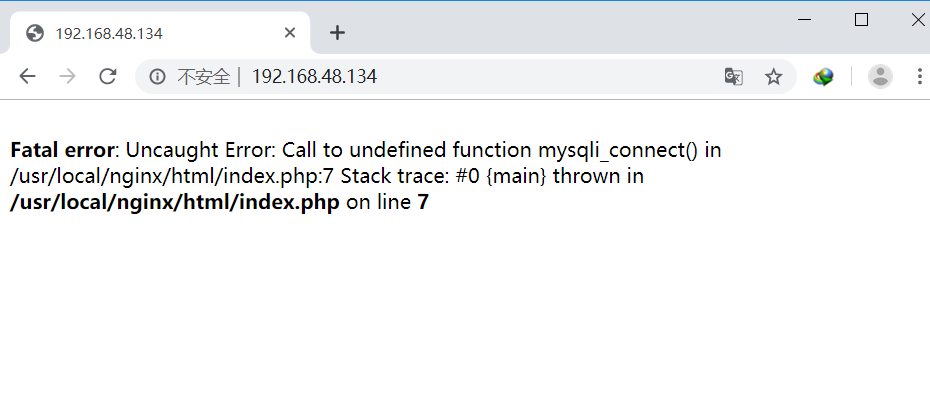 192.168.48.134
不安全 | 192.168.48.134
Fatal error: Uncaught Error: Call to undefined function mysqli_connect() in
/usr/local/nginx/html/index.php:7 Stack trace: #0 {main} thrown in
/usr/local/nginx/html/index.php on line 7